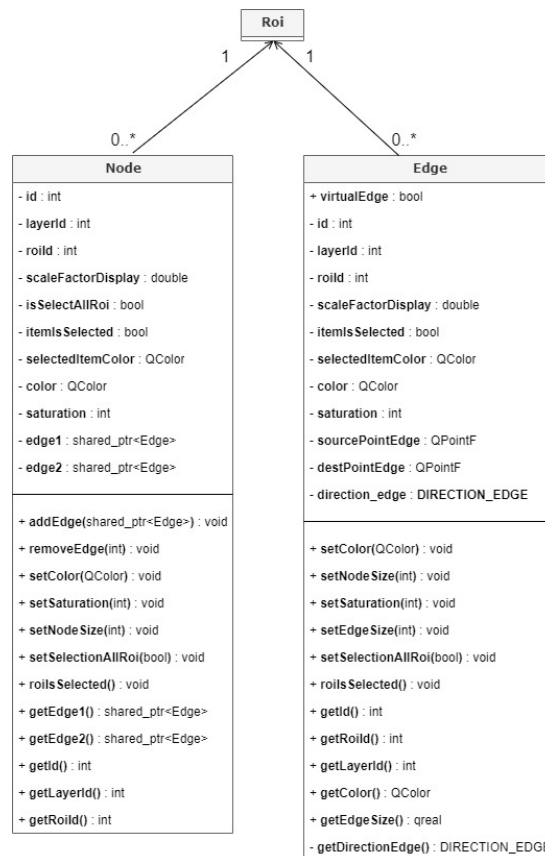 Roi
1
1
0..*
0..*
Node
- id : int
- layerId : int
- roiId : int
- scaleFactorDisplay : double
- isSelectAllRoi : bool
- itemIsSelected : bool
- selectedItemColor : QColor
- color : QColor
- saturation : int
- edge1 : shared_ptr<Edge>
- edge2 : shared_ptr<Edge>
+ addEdge(shared_ptr<Edge>) : void
+ removeEdge(int) : void
+ setColor(QColor) : void
+ setSaturation(int) : void
+ setNodeSize(int) : void
+ setSelectionAllRoi(bool) : void
+ roiIsSelected() : void
+ getEdge1() : shared_ptr<Edge>
+ getEdge2() : shared_ptr<Edge>
+ getId() : int
+ getLayerId() : int
+ getRoiId() : int
Edge
+ virtualEdge : bool
- id : int
- layerId : int
- roiId : int
- scaleFactorDisplay : double
- itemIsSelected : bool
- selectedItemColor : QColor
- color : QColor
- saturation : int
- sourcePointEdge : QPointF
- destPointEdge : QPointF
- direction_edge : DIRECTION_EDGE
+ setColor(QColor) : void
+ setNodeSize(int) : void
+ setSaturation(int) : void
+ setEdgeSize(int) : void
+ setSelectionAllRoi(bool) : void
+ roiIsSelected() : void
+ getId() : int
+ getRoiId() : int
+ getLayerId() : int
+ getColor() : QColor
+ getEdgeSize() : qreal
- getDirectionEdge() : DIRECTION_EDGE